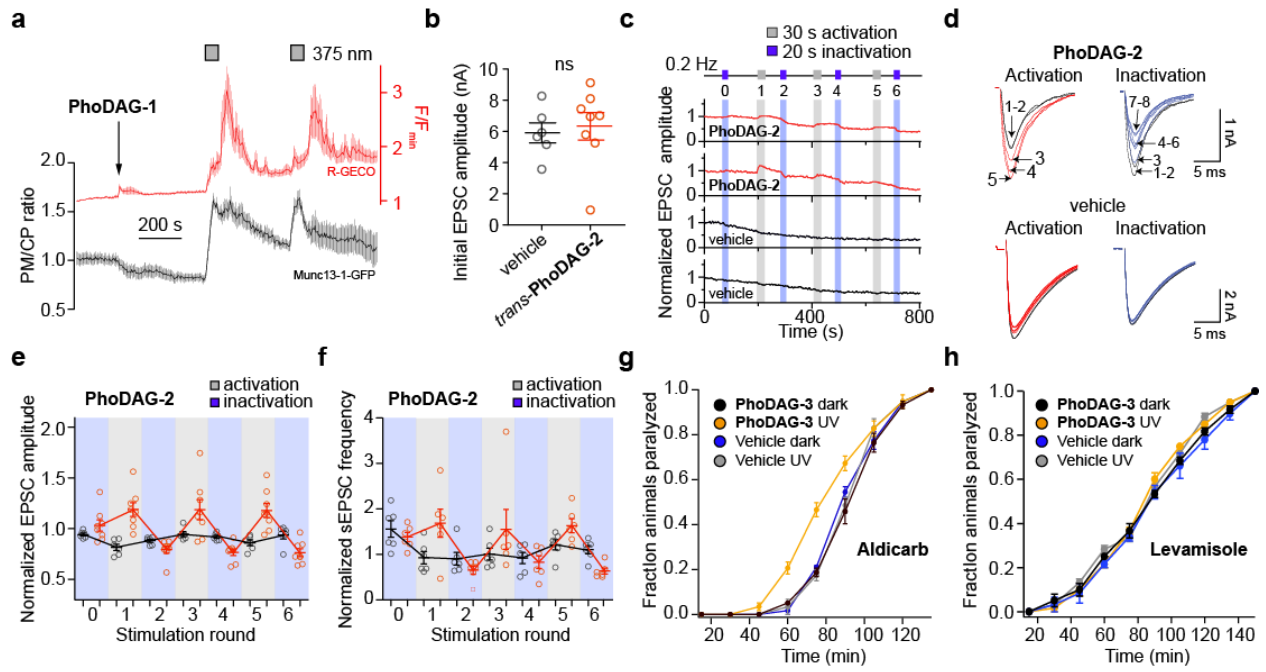 a
375 nm
PhoDAG-1
F/Fmin
3
2
1
R-GECO
PM/CP ratio
2.0
1.5
1.0
0.5
200 s
Munc13-1-GFP
b
ns
Initial EPSC amplitude (nA)
10
8
6
4
2
0
vehicle
trans-PhoDAG-2
c
30 s activation
20 s inactivation
0.2 Hz
0 1 2 3 4 5 6
Normalized EPSC amplitude
1
PhoDAG-2
1
PhoDAG-2
1
vehicle
1
vehicle
0 400 800
Time (s)
d
PhoDAG-2
Activation Inactivation
1-2
3
4
5
7-8
4-6
3
1-2
1 nA
5 ms
vehicle
Activation Inactivation
2 nA
5 ms
e
PhoDAG-2
activation
inactivation
Normalized EPSC amplitude
2.0
1.5
1.0
0.5
0 1 2 3 4 5 6
Stimulation round
f
PhoDAG-2
activation
inactivation
Normalized sEPSC frequency
4
3
2
1
0
0 1 2 3 4 5 6
Stimulation round
g
PhoDAG-3 dark
PhoDAG-3 UV
Vehicle dark
Vehicle UV
Fraction animals paralyzed
1.0
0.8
0.6
0.4
0.2
0.0
Aldicarb
20 40 60 80 100 120
Time (min)
h
PhoDAG-3 dark
PhoDAG-3 UV
Vehicle dark
Vehicle UV
Fraction animals paralyzed
1.0
0.8
0.6
0.4
0.2
0.0
Levamisole
20 40 60 80 100 120 140
Time (min)